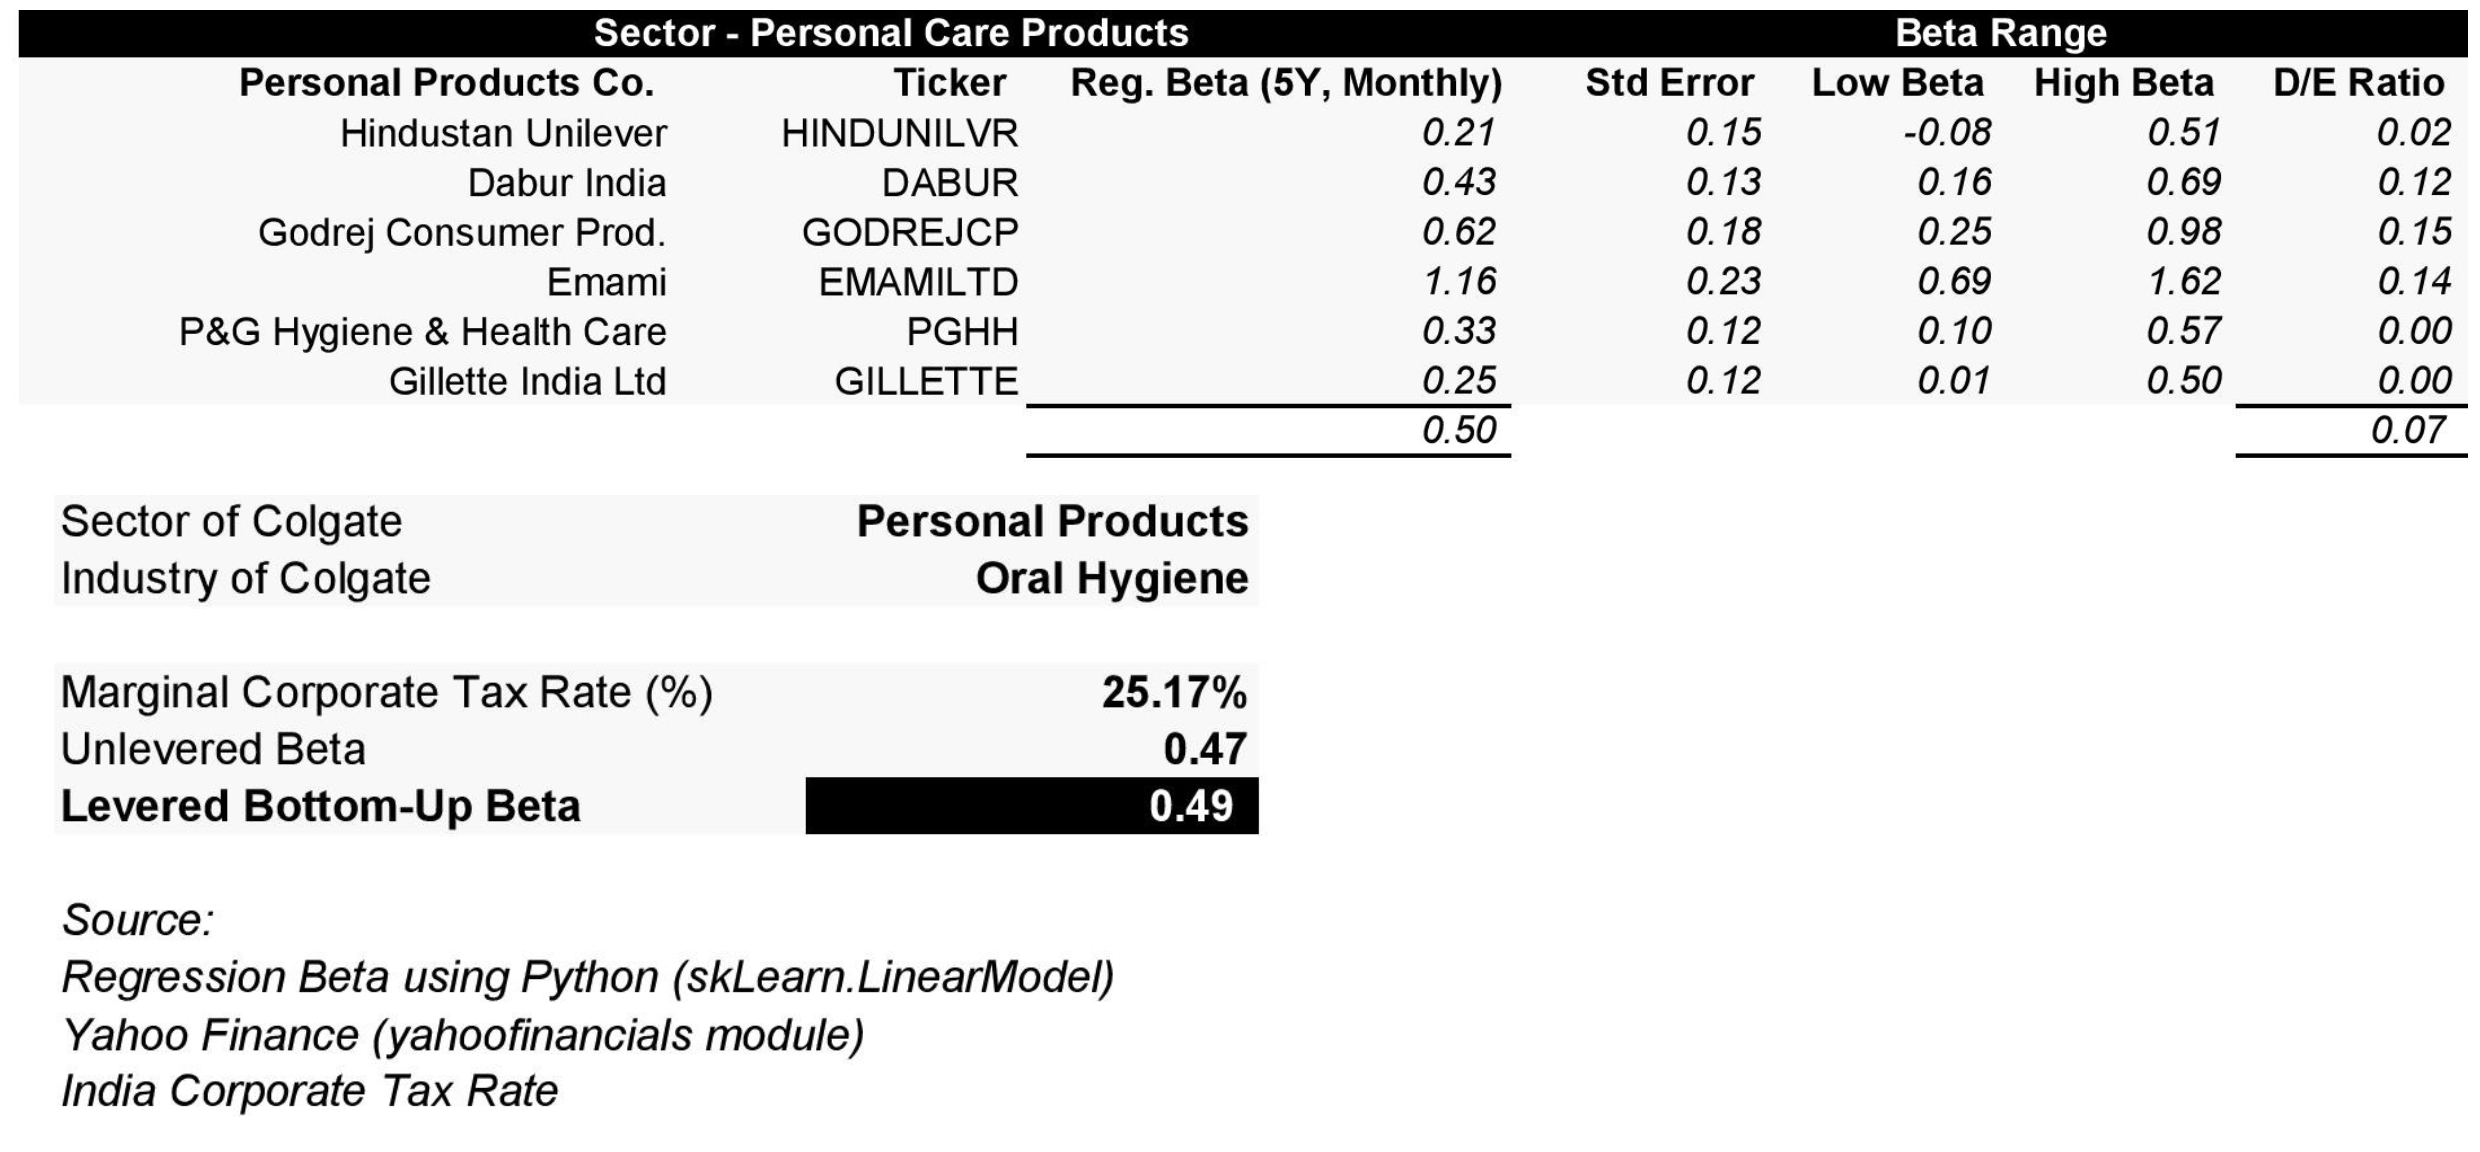 Sector - Personal Care Products Beta Range
Personal Products Co. Ticker Reg. Beta (5Y, Monthly) Std Error Low Beta High Beta D/E Ratio
Hindustan Unilever HINDUNILVR 0.21 0.15 -0.08 0.51 0.02
Dabur India DABUR 0.43 0.13 0.16 0.69 0.12
Godrej Consumer Prod. GODREJCP 0.62 0.18 0.25 0.98 0.15
Emami EMAMILTD 1.16 0.23 0.69 1.62 0.14
P&G Hygiene & Health Care PGHH 0.33 0.12 0.10 0.57 0.00
Gillette India Ltd GILLETTE 0.25 0.12 0.01 0.50 0.00
0.50 0.07
Sector of Colgate Personal Products
Industry of Colgate Oral Hygiene
Marginal Corporate Tax Rate (%) 25.17%
Unlevered Beta 0.47
Levered Bottom-Up Beta 0.49
Source:
Regression Beta using Python (skLearn.LinearModel)
Yahoo Finance (yahoofinancials module)
India Corporate Tax Rate